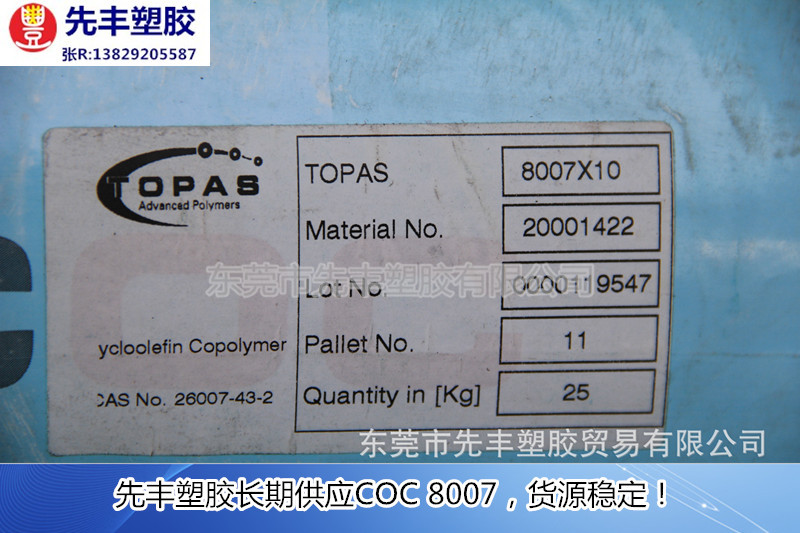 先丰塑胶
张R:13829205587
TOPAS
Advanced Polymers
TOPAS 8007X10
Material No. 20001422
东莞市先丰塑胶有限公司
Lot No. 0000119547
ycloolefin Copolymer
Pallet No. 11
CAS No. 26007-43-2
Quantity in [Kg] 25
东莞市先丰塑胶贸易有限公司
先丰塑胶长期供应COC 8007，货源稳定！